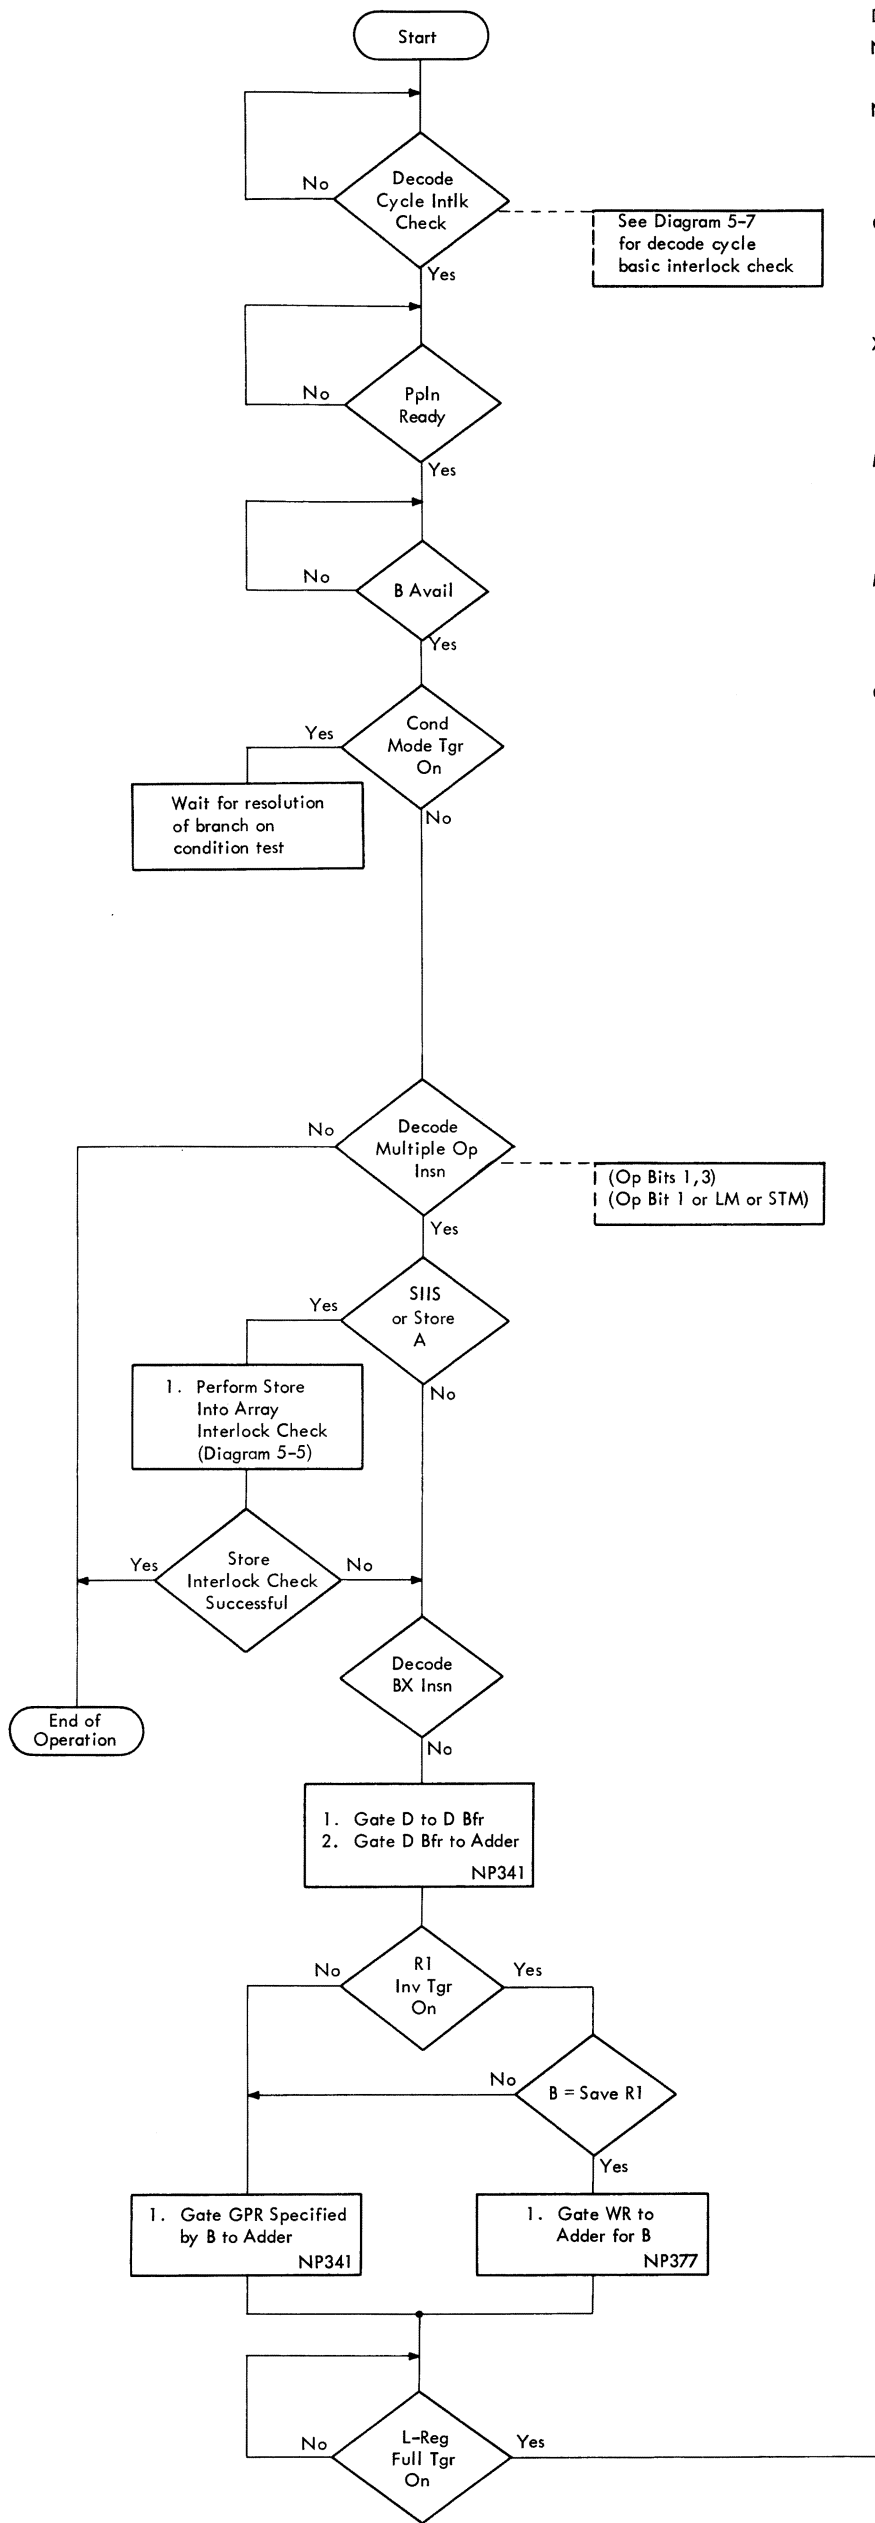 Start
No
Decode
Cycle Intlk
Check
See Diagram 5-7
for decode cycle
basic interlock check
Yes
No
Ppln
Ready
Yes
No
B Avail
Yes
Yes
Cond
Mode Tgr
On
Wait for resolution
of branch on
condition test
No
No
Decode
Multiple Op
Insn
(Op Bits 1,3)
(Op Bit 1 or LM or STM)
Yes
Yes
SIIS
or Store
A
1. Perform Store
Into Array
Interlock Check
(Diagram 5-5)
No
Yes
Store
Interlock Check
Successful
No
Decode
BX Insn
End of
Operation
No
1. Gate D to D Bfr
2. Gate D Bfr to Adder
NP341
No
R1
Inv Tgr
On
Yes
No
B = Save R1
Yes
1. Gate GPR Specified
by B to Adder
NP341
1. Gate WR to
Adder for B
NP377
No
L-Reg
Full Tgr
On
Yes